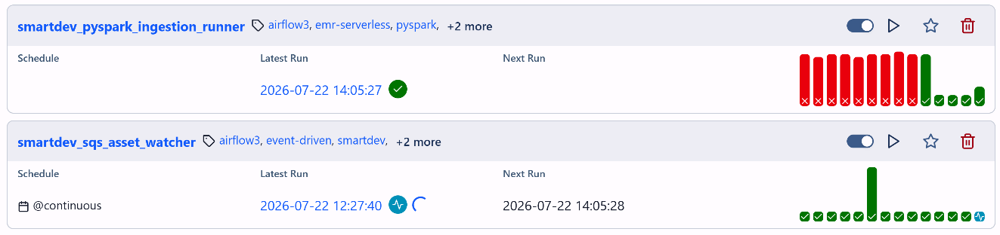 smartdev_pyspark_ingestion_runner airflow3, emr-serverless, pyspark, +2 more
Schedule Latest Run Next Run
2026-07-22 14:05:27
smartdev_sqs_asset_watcher airflow3, event-driven, smartdev, +2 more
Schedule Latest Run Next Run
@continuous 2026-07-22 12:27:40 2026-07-22 14:05:28